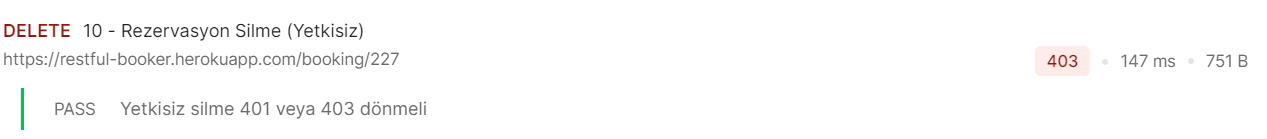 DELETE 10 - Rezervasyon Silme (Yetkisiz)
https://restful-booker.herokuapp.com/booking/227
403 • 147 ms • 751 B
PASS Yetkisiz silme 401 veya 403 dönmeli